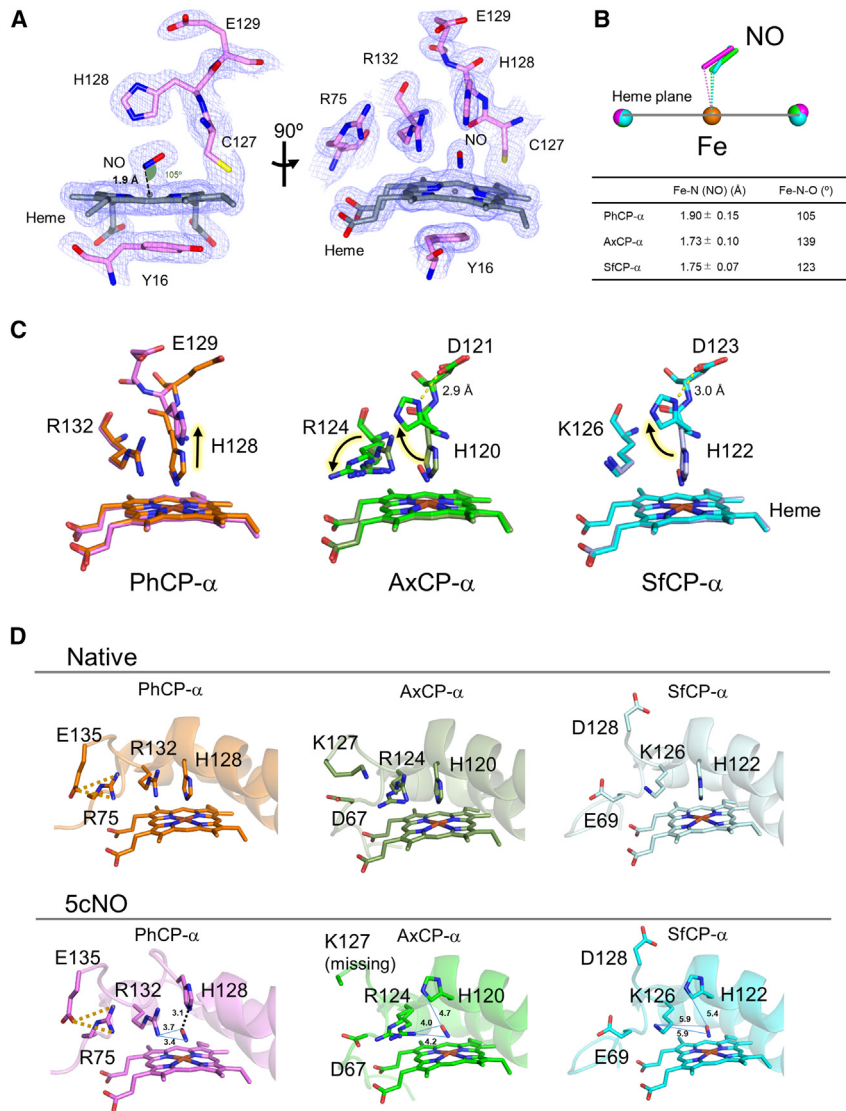 A
E129
H128
C127
NO
1.9 Å
105º
Heme
Y16
90º
E129
R132
H128
R75
NO
C127
Heme
Y16
B
NO
Heme plane
Fe
Fe-N (NO) (Å) Fe-N-O (º)
PhCP-α 1.90 ± 0.15 105
AxCP-α 1.73 ± 0.10 139
SfCP-α 1.75 ± 0.07 123
C
E129
R132
H128
PhCP-α
D121
2.9 Å
R124
H120
AxCP-α
D123
3.0 Å
K126
H122
Heme
SfCP-α
D
Native
PhCP-α
E135
R132
H128
R75
AxCP-α
K127
R124
H120
D67
SfCP-α
D128
K126
H122
E69
5cNO
PhCP-α
E135
R132
H128
3.1
3.7
3.4
R75
AxCP-α
K127
(missing)
R124
H120
4.7
4.0
4.2
D67
SfCP-α
D128
K126
H122
5.9
5.4
5.9
E69